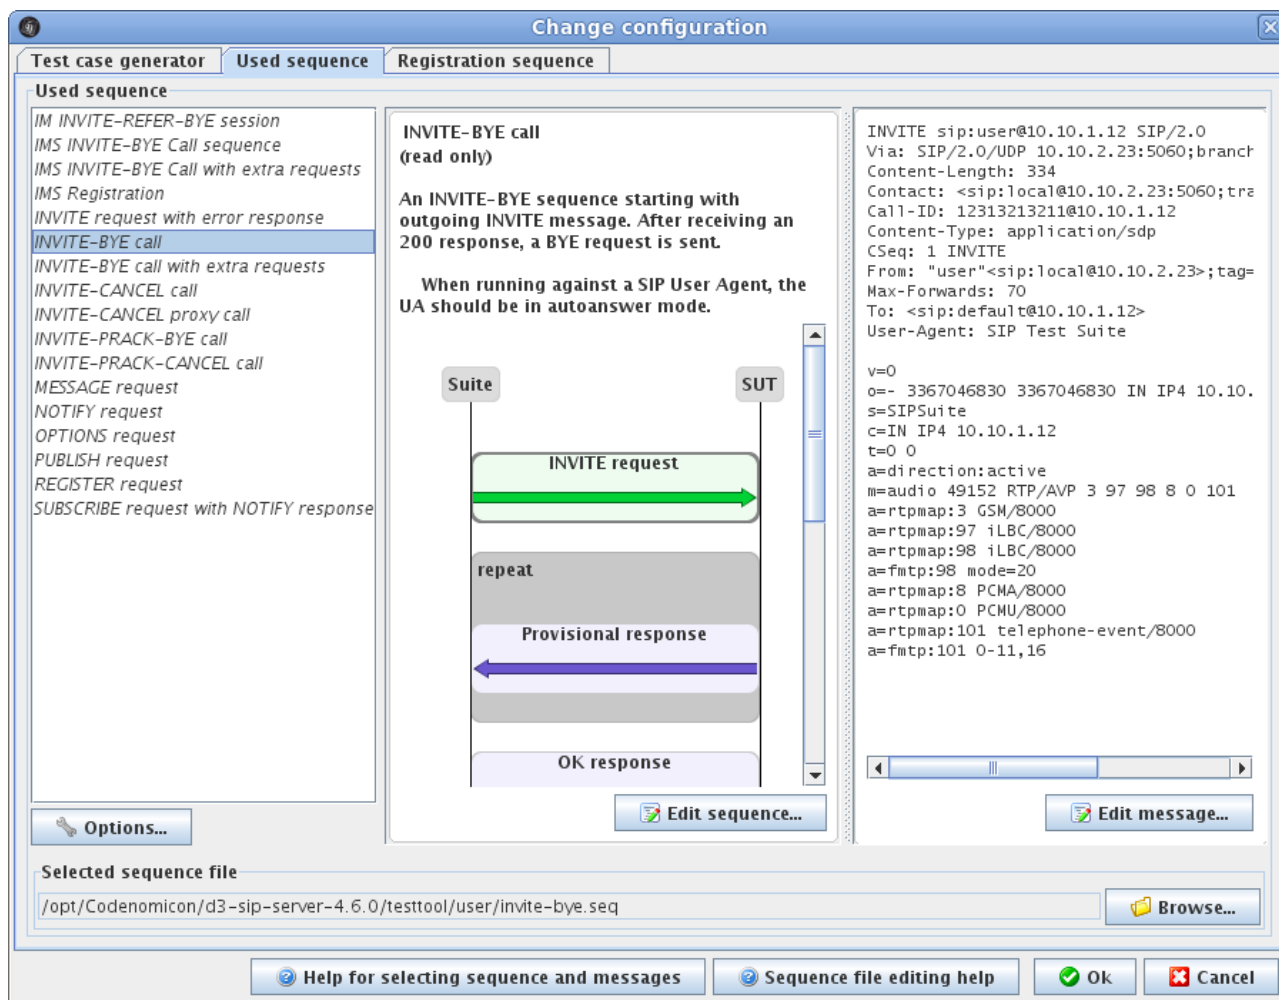 Change configuration
Test case generator
Used sequence
Registration sequence
Used sequence
IM INVITE-REFER-BYE session
IMS INVITE-BYE Call sequence
IMS INVITE-BYE Call with extra requests
IMS Registration
INVITE request with error response
INVITE-BYE call
INVITE-BYE call with extra requests
INVITE-CANCEL call
INVITE-CANCEL proxy call
INVITE-PRACK-BYE call
INVITE-PRACK-CANCEL call
MESSAGE request
NOTIFY request
OPTIONS request
PUBLISH request
REGISTER request
SUBSCRIBE request with NOTIFY response
Options...
INVITE-BYE call
(read only)
An INVITE-BYE sequence starting with
outgoing INVITE message. After receiving an
200 response, a BYE request is sent.
When running against a SIP User Agent, the
UA should be in autoanswer mode.
Suite
SUT
INVITE request
repeat
Provisional response
OK response
Edit sequence...
INVITE sip:user@10.10.1.12 SIP/2.0
Via: SIP/2.0/UDP 10.10.2.23:5060;branch
Content-Length: 334
Contact: <sip:local@10.10.2.23:5060;tra
Call-ID: 12313213211@10.10.1.12
Content-Type: application/sdp
CSeq: 1 INVITE
From: "user"<sip:local@10.10.2.23>;tag=
Max-Forwards: 70
To: <sip:default@10.10.1.12>
User-Agent: SIP Test Suite
v=0
o=- 3367046830 3367046830 IN IP4 10.10.
s=SIPSuite
c=IN IP4 10.10.1.12
t=0 0
a=direction:active
m=audio 49152 RTP/AVP 3 97 98 8 0 101
a=rtpmap:3 GSM/8000
a=rtpmap:97 iLBC/8000
a=rtpmap:98 iLBC/8000
a=fmtp:98 mode=20
a=rtpmap:8 PCMA/8000
a=rtpmap:0 PCMU/8000
a=rtpmap:101 telephone-event/8000
a=fmtp:101 0-11,16
Edit message...
Selected sequence file
/opt/Codenomicon/d3-sip-server-4.6.0/testtool/user/invite-bye.seq
Browse...
Help for selecting sequence and messages
Sequence file editing help
Ok
Cancel